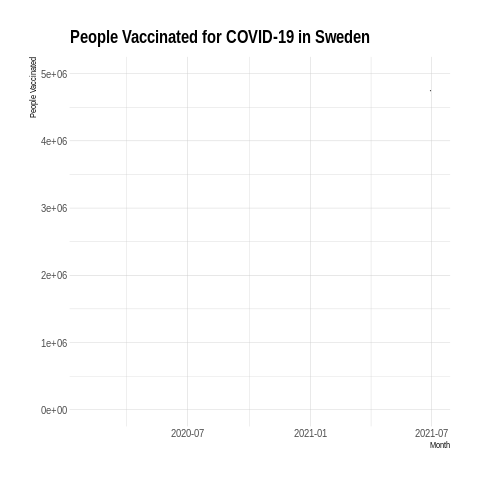 People Vaccinated for COVID-19 in Sweden
People Vaccinated
5e+06
4e+06
3e+06
2e+06
1e+06
0e+00
2020-07
2021-01
2021-07
Month